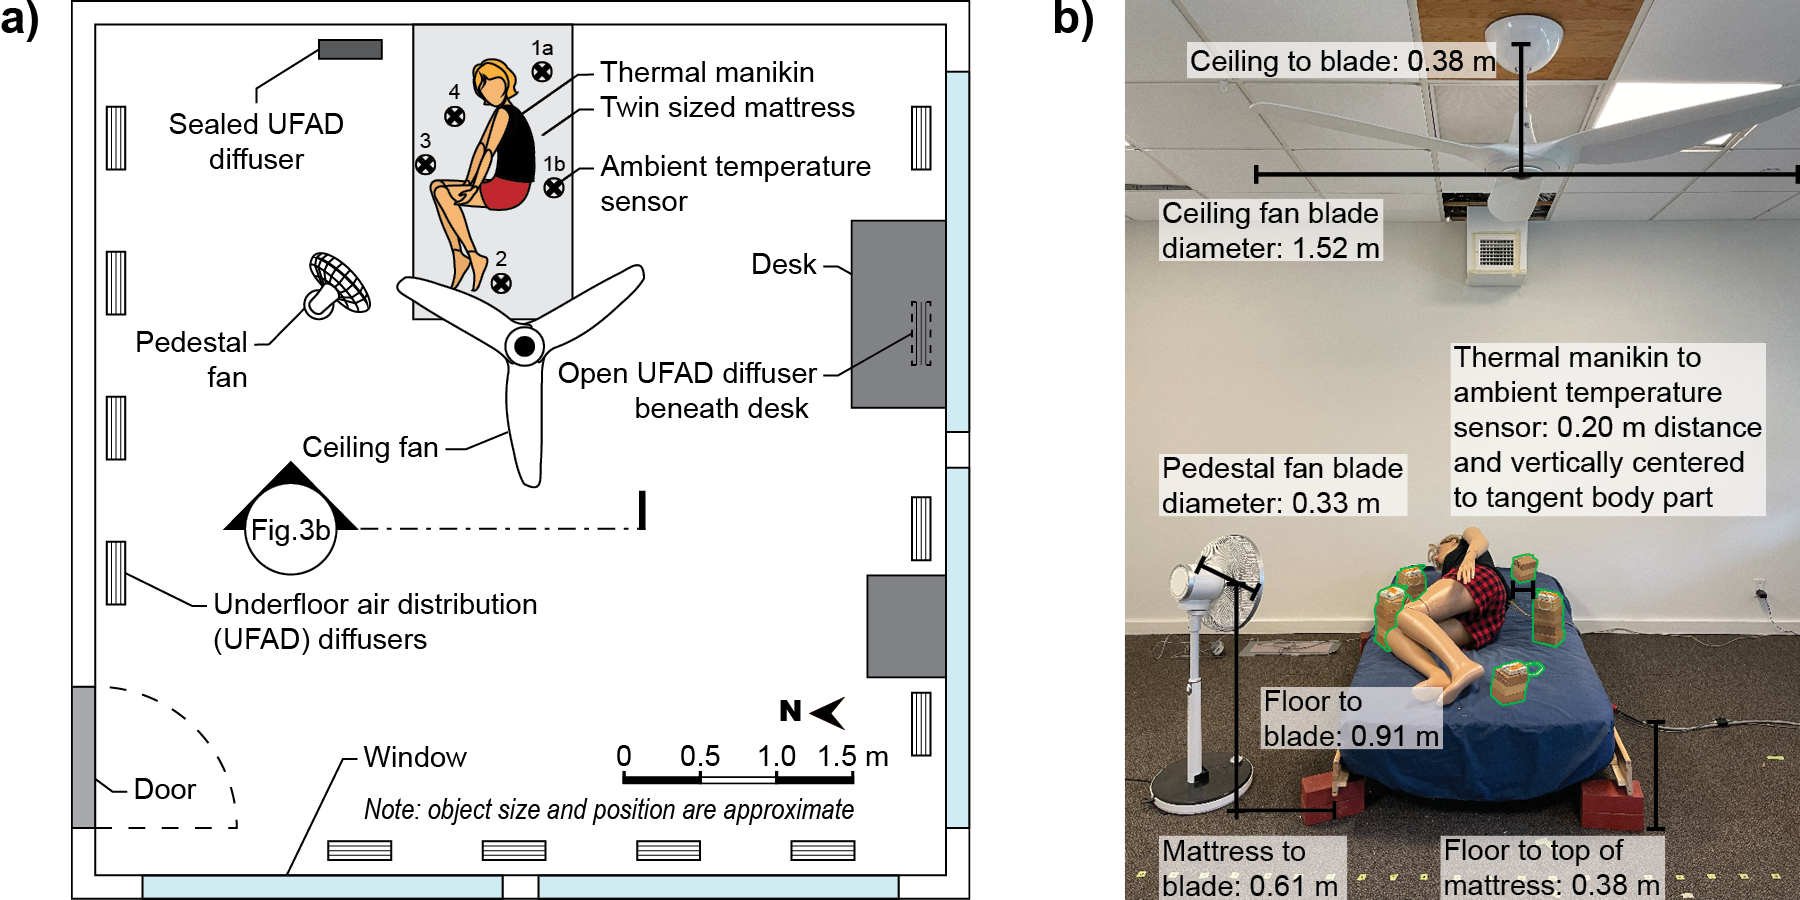 a)
1a
4
3
1b
2
Thermal manikin
Twin sized mattress
Ambient temperature
sensor
Sealed UFAD
diffuser
Desk
Pedestal
fan
Open UFAD diffuser
beneath desk
Ceiling fan
Fig.3b
Underfloor air distribution
(UFAD) diffusers
N
0 0.5 1.0 1.5 m
Window
Door
Note: object size and position are approximate
b)
Ceiling to blade: 0.38 m
Ceiling fan blade
diameter: 1.52 m
Thermal manikin to
ambient temperature
sensor: 0.20 m distance
and vertically centered
to tangent body part
Pedestal fan blade
diameter: 0.33 m
Floor to
blade: 0.91 m
Mattress to
blade: 0.61 m
Floor to top of
mattress: 0.38 m